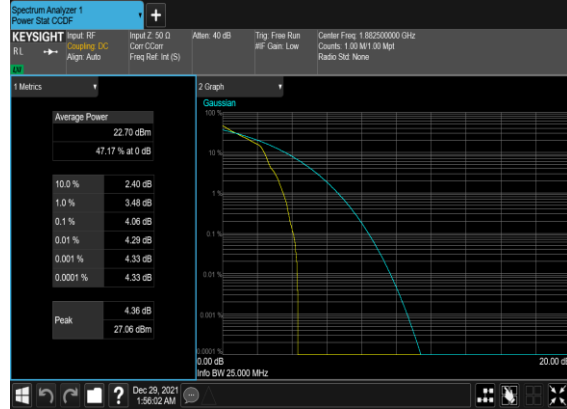 Spectrum Analyzer 1
Power Stat CCDF
+
KEYSIGHT Input: RF Input Z: 50 Ω Atten: 40 dB Trig: Free Run Center Freq: 1.882500000 GHz
RL Coupling: DC Corr CCorr #IF Gain: Low Counts: 1.00 M/1.00 Mpt
Align: Auto Freq Ref: Int (S) Radio Std: None
1 Metrics
2 Graph
Gaussian
Average Power
22.70 dBm
47.17 % at 0 dB
10.0 % 2.40 dB
1.0 % 3.48 dB
0.1 % 4.06 dB
0.01 % 4.29 dB
0.001 % 4.33 dB
0.0001 % 4.33 dB
Peak 4.36 dB
27.06 dBm
100 %
10 %
1 %
0.1 %
0.01 %
0.001 %
0.0001 %
0.00 dB 20.00 dB
Info BW 25.000 MHz
? Dec 29, 2021
1:56:02 AM